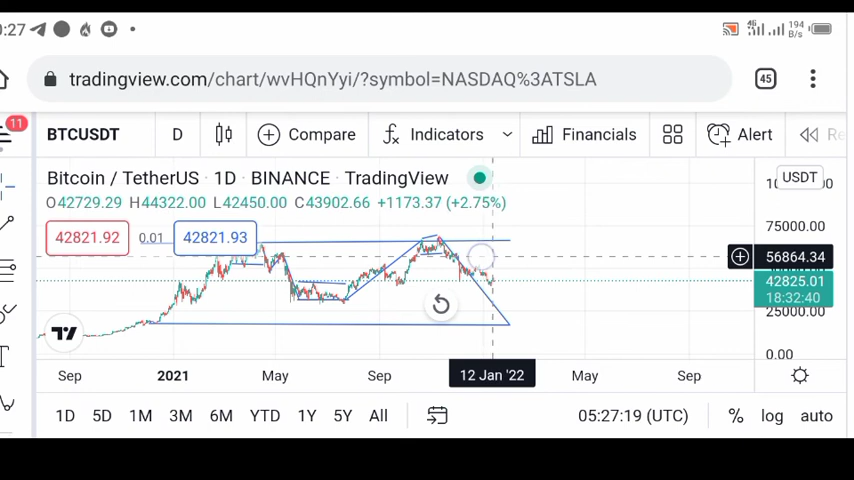 :27
4G 194 B/s
tradingview.com/chart/wvHQnYyi/?symbol=NASDAQ%3ATSLA 45
11 BTCUSDT D Compare Indicators Financials Alert Re
Bitcoin / TetherUS · 1D · BINANCE · TradingView USDT
O42729.29 H44322.00 L42450.00 C43902.66 +1173.37 (+2.75%)
75000.00
42821.92 0.01 42821.93
56864.34
42825.01
18:32:40
25000.00
0.00
Sep 2021 May Sep 12 Jan '22 May Sep
1D 5D 1M 3M 6M YTD 1Y 5Y All 05:27:19 (UTC) % log auto